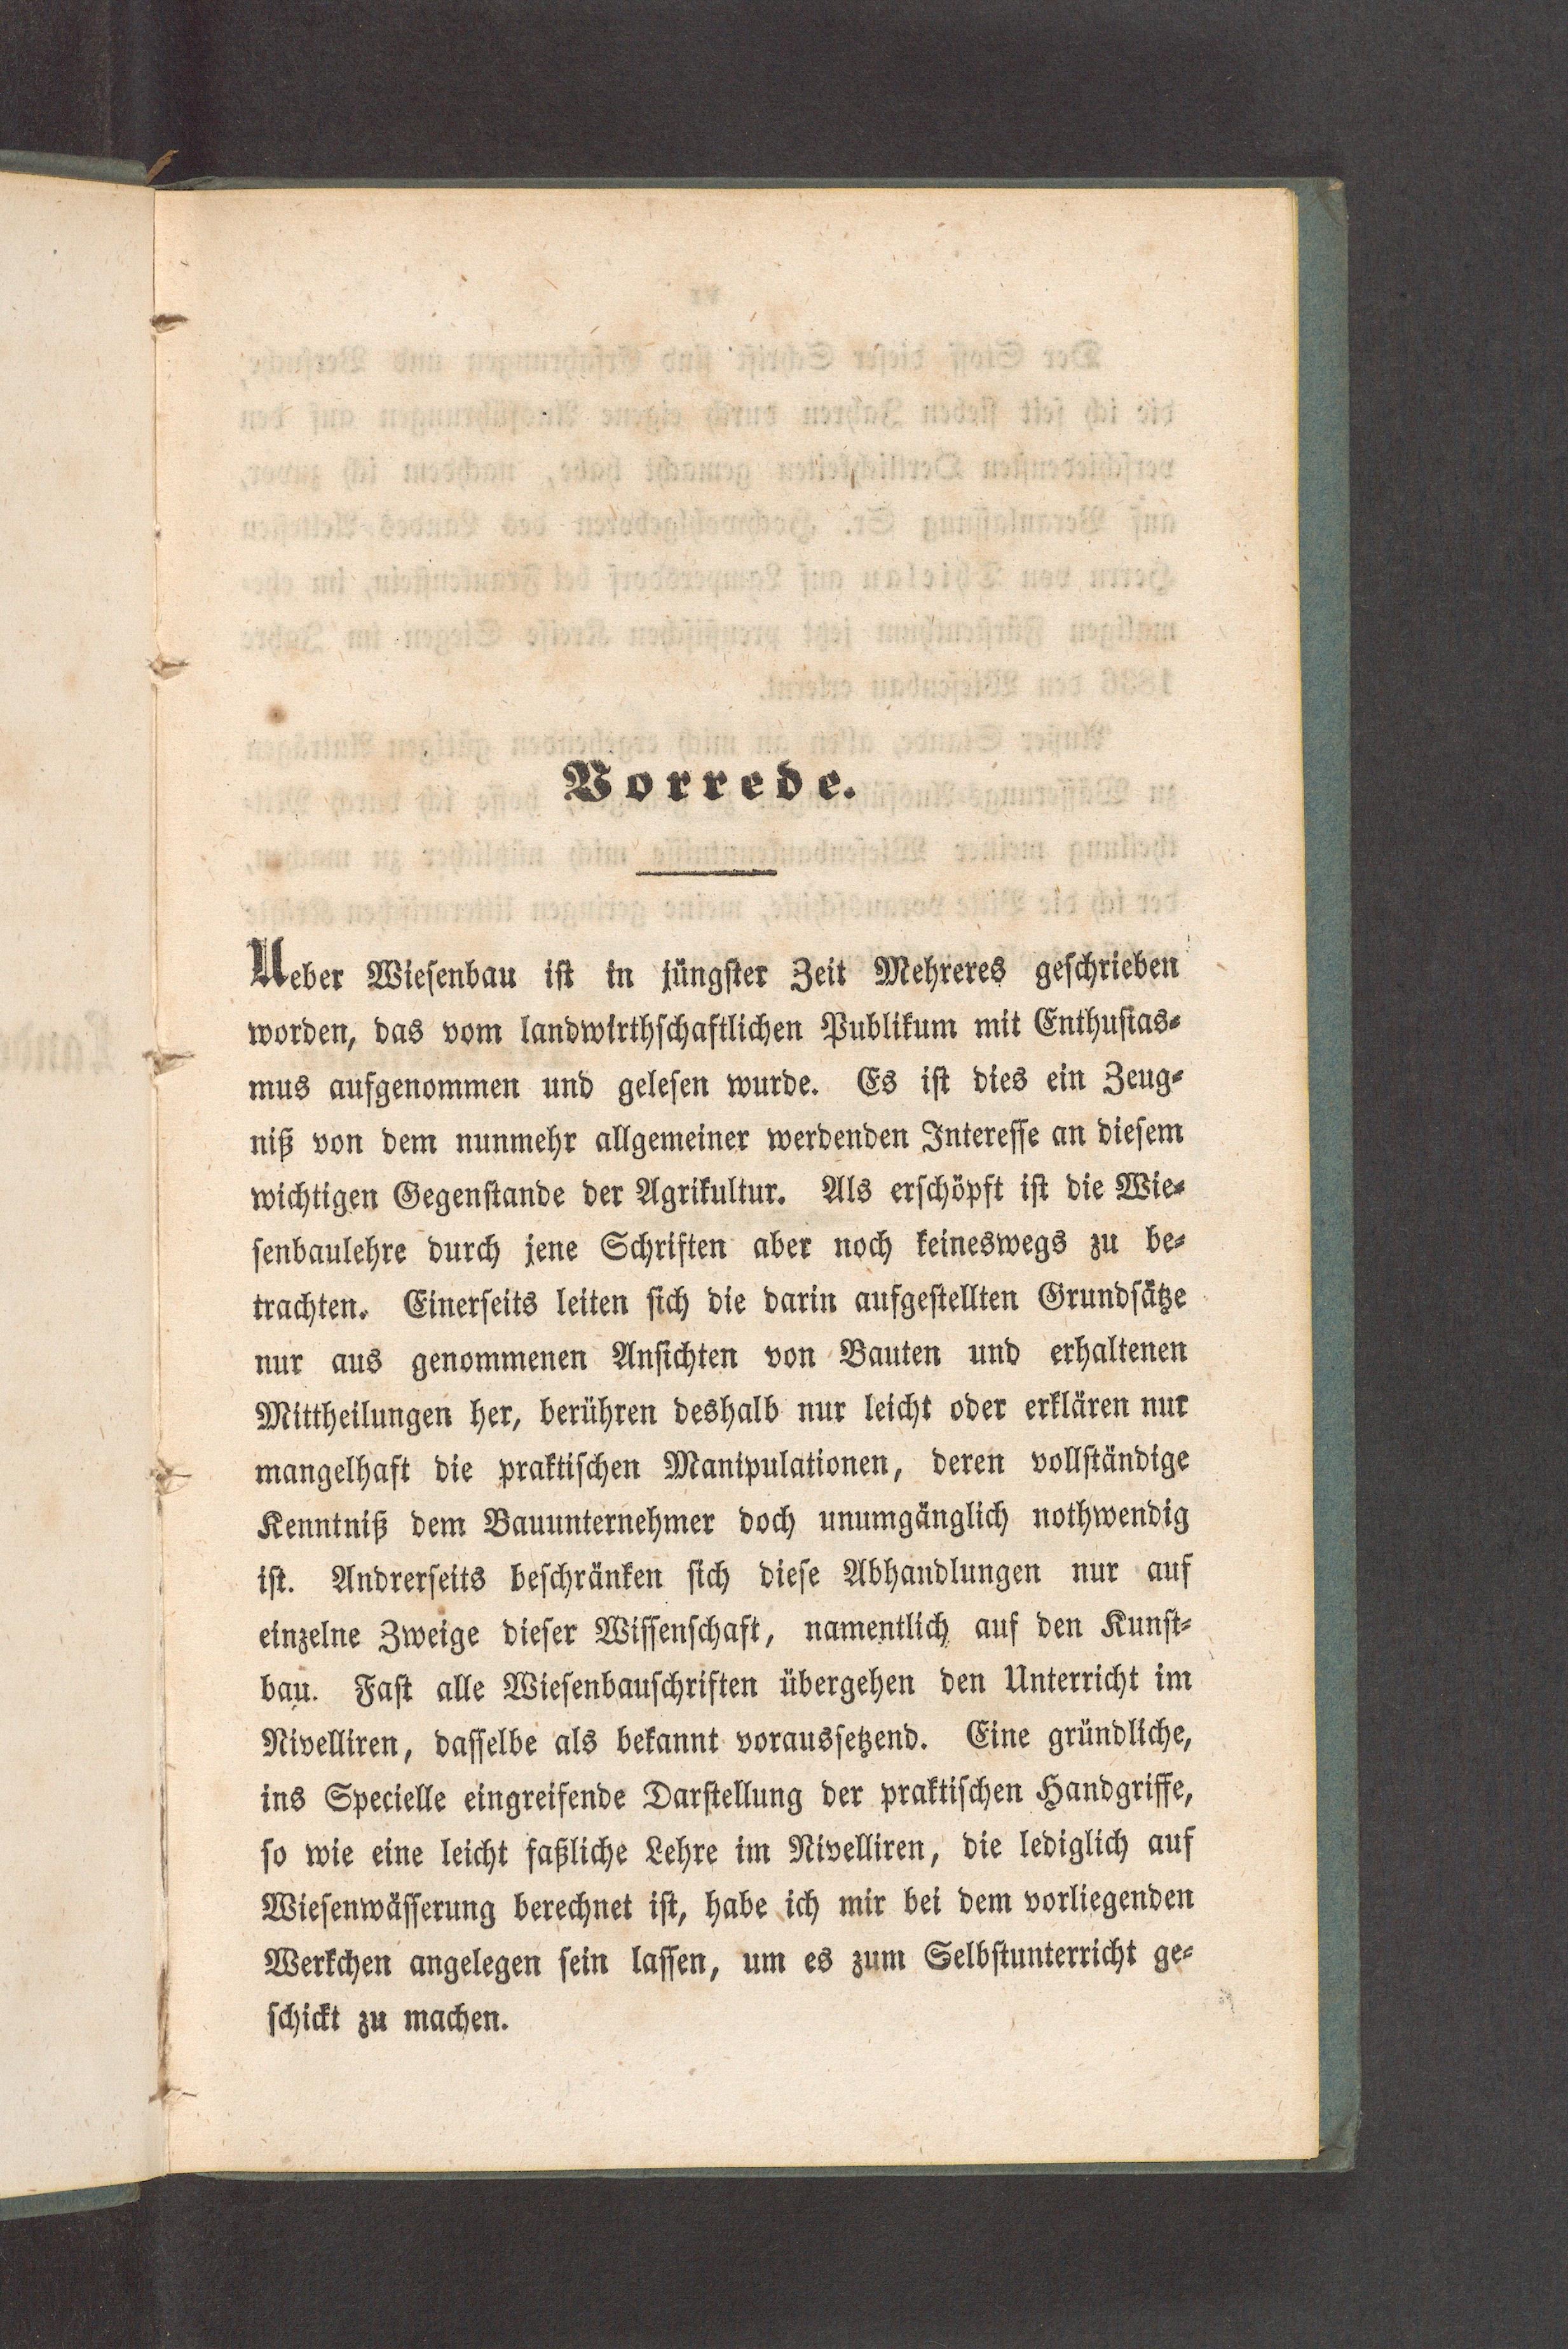 Vorrede.
Ueber Wiesenbau ist in jüngster Zeit Mehreres geschrieben
worden, das vom landwirthschaftlichen Publikum mit Enthusias-
mus aufgenommen und gelesen wurde. Es ist dies ein Zeug-
niß von dem nunmehr allgemeiner werdenden Interesse an diesem
wichtigen Gegenstande der Agrikultur. Als erschöpft ist die Wie-
senbaulehre durch jene Schriften aber noch keineswegs zu be-
trachten. Einerseits leiten sich die darin aufgestellten Grundsätze
nur aus genommenen Ansichten von Bauten und erhaltenen
Mittheilungen her, berühren deshalb nur leicht oder erklären nur
mangelhaft die praktischen Manipulationen, deren vollständige
Kenntniß dem Bauunternehmer doch unumgänglich nothwendig
ist. Andrerseits beschränken sich diese Abhandlungen nur auf
einzelne Zweige dieser Wissenschaft, namentlich auf den Kunst-
bau. Fast alle Wiesenbauschriften übergehen den Unterricht im
Nivelliren, dasselbe als bekannt voraussetzend. Eine gründliche,
ins Specielle eingreifende Darstellung der praktischen Handgriffe,
so wie eine leicht faßliche Lehre im Nivelliren, die lediglich auf
Wiesenwässerung berechnet ist, habe ich mir bei dem vorliegenden
Werkchen angelegen sein lassen, um es zum Selbstunterricht ge-
schickt zu machen.